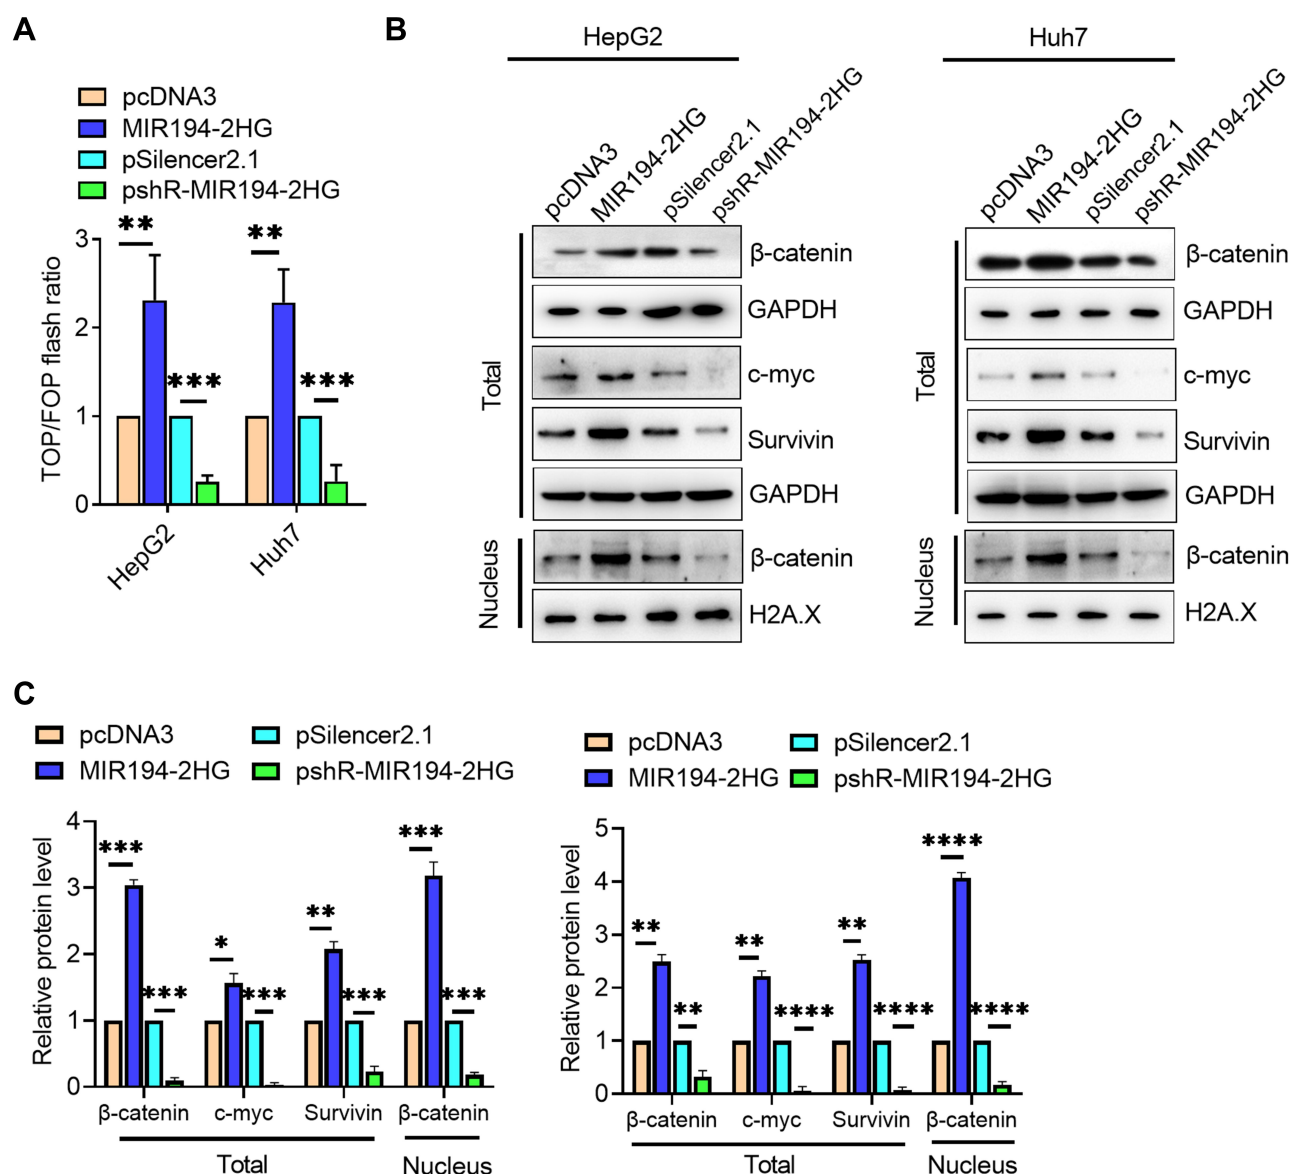 A
pcDNA3
MIR194-2HG
pSilencer2.1
pshR-MIR194-2HG
TOP/FOP flash ratio
3
2
1
0
** ** *** ***
HepG2 Huh7
B
HepG2
pcDNA3 MIR194-2HG pSilencer2.1 pshR-MIR194-2HG
Total
β-catenin
GAPDH
c-myc
Survivin
GAPDH
Nucleus
β-catenin
H2A.X
Huh7
pcDNA3 MIR194-2HG pSilencer2.1 pshR-MIR194-2HG
Total
β-catenin
GAPDH
c-myc
Survivin
GAPDH
Nucleus
β-catenin
H2A.X
C
pcDNA3 pSilencer2.1
MIR194-2HG pshR-MIR194-2HG
Relative protein level
4
3
2
1
0
*** *** * *** ** *** *** ***
β-catenin c-myc Survivin β-catenin
Total Nucleus
pcDNA3 pSilencer2.1
MIR194-2HG pshR-MIR194-2HG
Relative protein level
5
4
3
2
1
0
** ** ** **** ** **** **** ****
β-catenin c-myc Survivin β-catenin
Total Nucleus